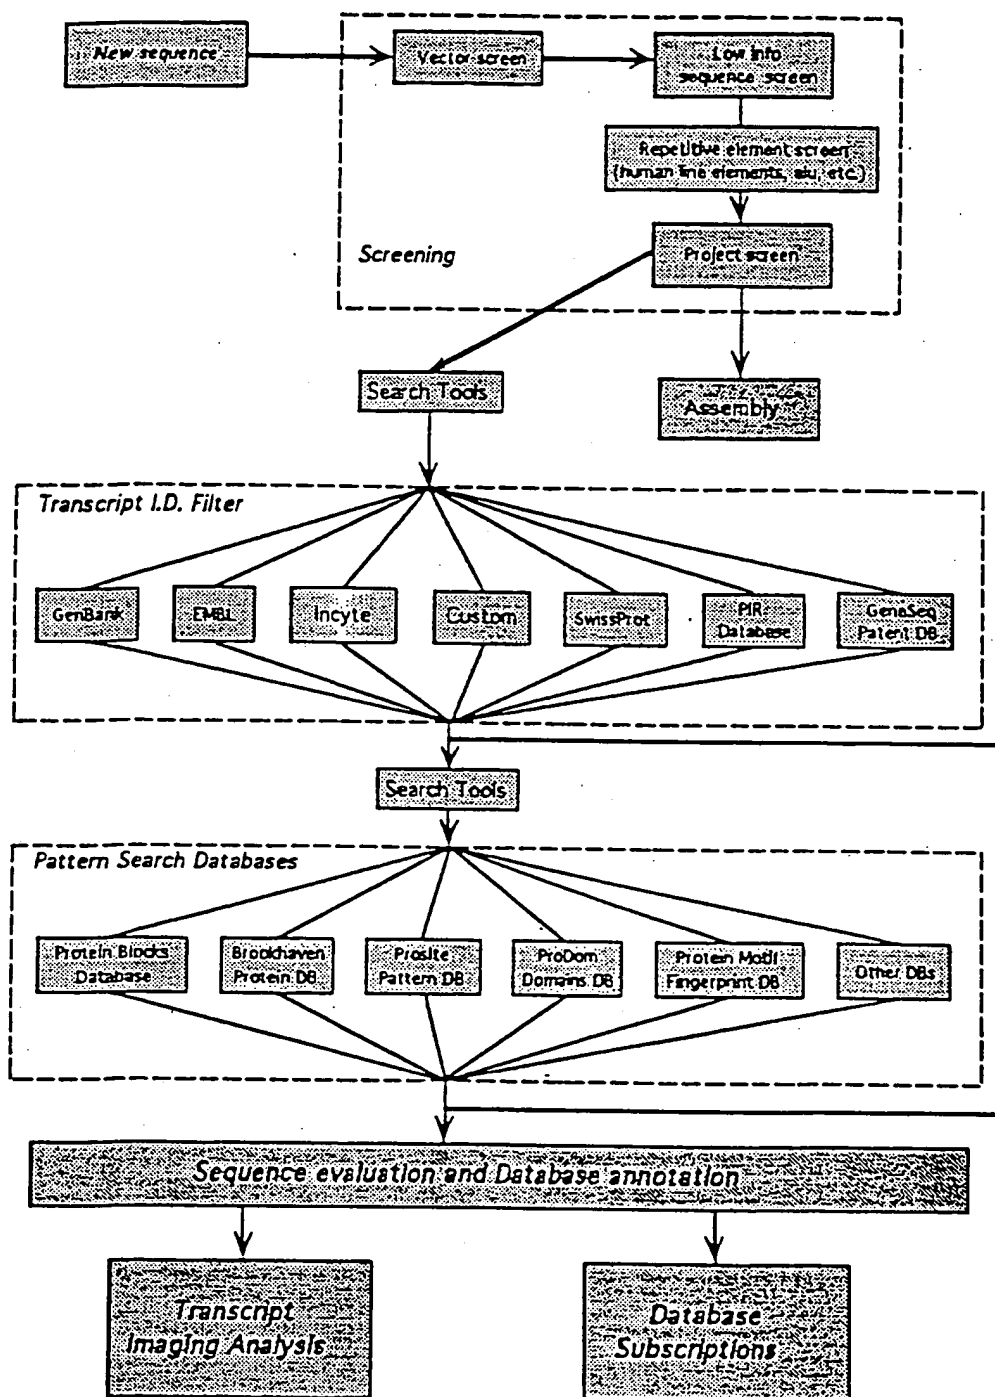 New sequence
Vector screen
Low info
sequence screen
Repetitive element screen
(human line elements, alu, etc.)
Screening
Project screen
Search Tools
Assembly
Transcript I.D. Filter
GenBank
EMBL
Incyte
Custom
SwissProt
PIR
Database
GeneSeq
Patent DB
Search Tools
Pattern Search Databases
Protein Blocks
Database
Brookhaven
Protein DB
Prosite
Pattern DB
ProDom
Domains DB
Protein Motif
Fingerprint DB
Other DBs
Sequence evaluation and Database annotation
Transcript
Imaging Analysis
Database
Subscriptions